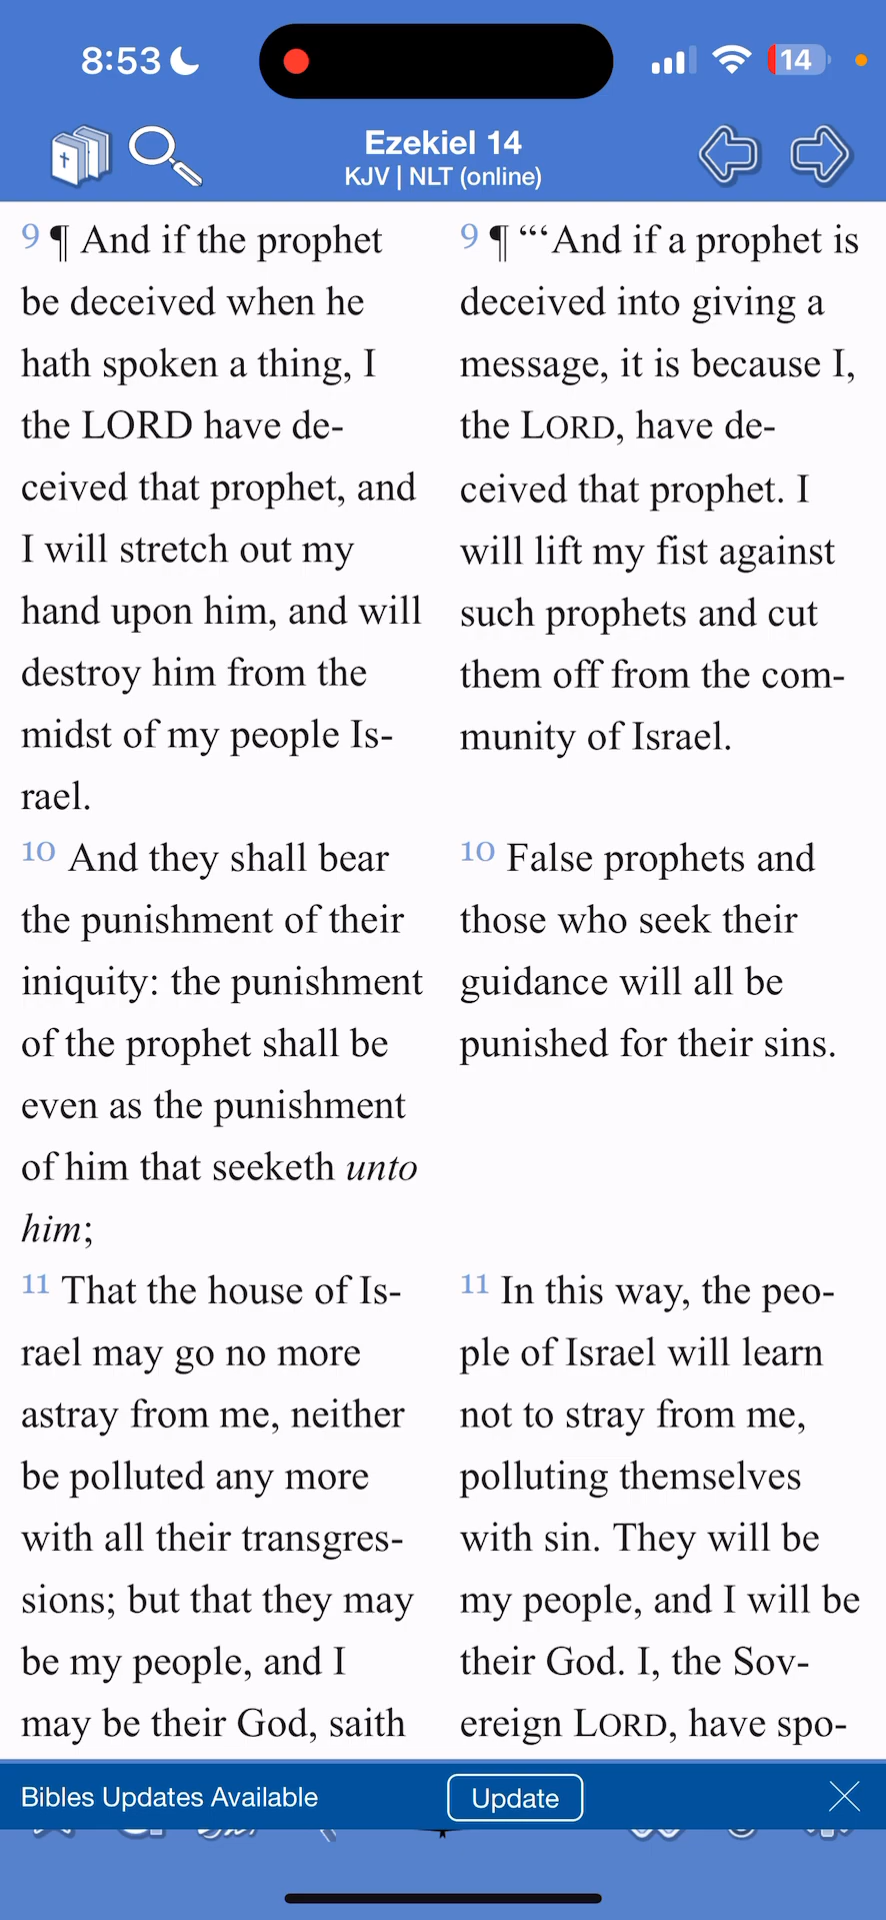 8:53
14
Ezekiel 14
KJV | NLT (online)
9 ¶ And if the prophet
be deceived when he
hath spoken a thing, I
the LORD have de-
ceived that prophet, and
I will stretch out my
hand upon him, and will
destroy him from the
midst of my people Is-
rael.
10 And they shall bear
the punishment of their
iniquity: the punishment
of the prophet shall be
even as the punishment
of him that seeketh unto
him;
11 That the house of Is-
rael may go no more
astray from me, neither
be polluted any more
with all their transgres-
sions; but that they may
be my people, and I
may be their God, saith
9 ¶ “‘“And if a prophet is
deceived into giving a
message, it is because I,
the LORD, have de-
ceived that prophet. I
will lift my fist against
such prophets and cut
them off from the com-
munity of Israel.
10 False prophets and
those who seek their
guidance will all be
punished for their sins.
11 In this way, the peo-
ple of Israel will learn
not to stray from me,
polluting themselves
with sin. They will be
my people, and I will be
their God. I, the Sov-
ereign LORD, have spo-
Bibles Updates Available
Update